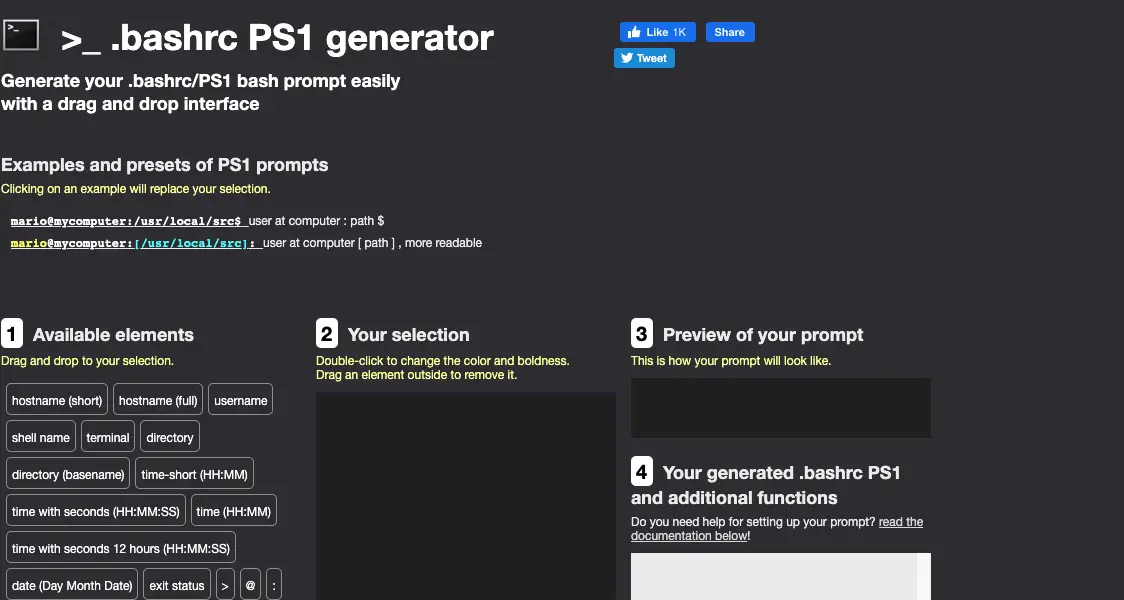 >_
>_ .bashrc PS1 generator
Like 1K
Share
Tweet
Generate your .bashrc/PS1 bash prompt easily
with a drag and drop interface
Examples and presets of PS1 prompts
Clicking on an example will replace your selection.
mario@mycomputer:/usr/local/src$ user at computer : path $
mario@mycomputer:[/usr/local/src]: user at computer [ path ] , more readable
1 Available elements
Drag and drop to your selection.
hostname (short) hostname (full) username
shell name terminal directory
directory (basename) time-short (HH:MM)
time with seconds (HH:MM:SS) time (HH:MM)
time with seconds 12 hours (HH:MM:SS)
date (Day Month Date) exit status > @ :
2 Your selection
Double-click to change the color and boldness.
Drag an element outside to remove it.
3 Preview of your prompt
This is how your prompt will look like.
4 Your generated .bashrc PS1
and additional functions
Do you need help for setting up your prompt? read the
documentation below!